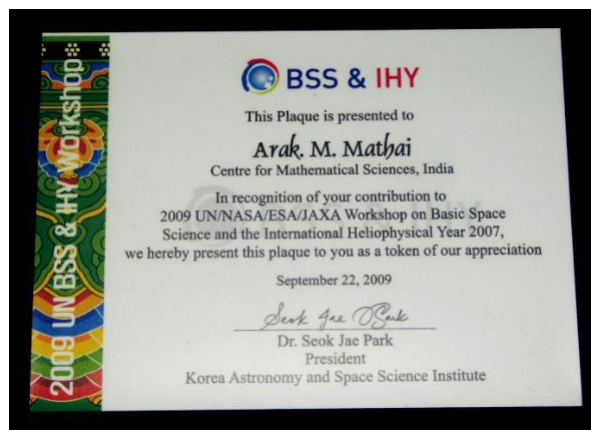 2009 UN BSS & IHY Workshop
BSS & IHY
This Plaque is presented to
Arak. M. Mathai
Centre for Mathematical Sciences, India
In recognition of your contribution to
2009 UN/NASA/ESA/JAXA Workshop on Basic Space
Science and the International Heliophysical Year 2007,
we hereby present this plaque to you as a token of our appreciation
September 22, 2009
Seok Jae Park
Dr. Seok Jae Park
President
Korea Astronomy and Space Science Institute